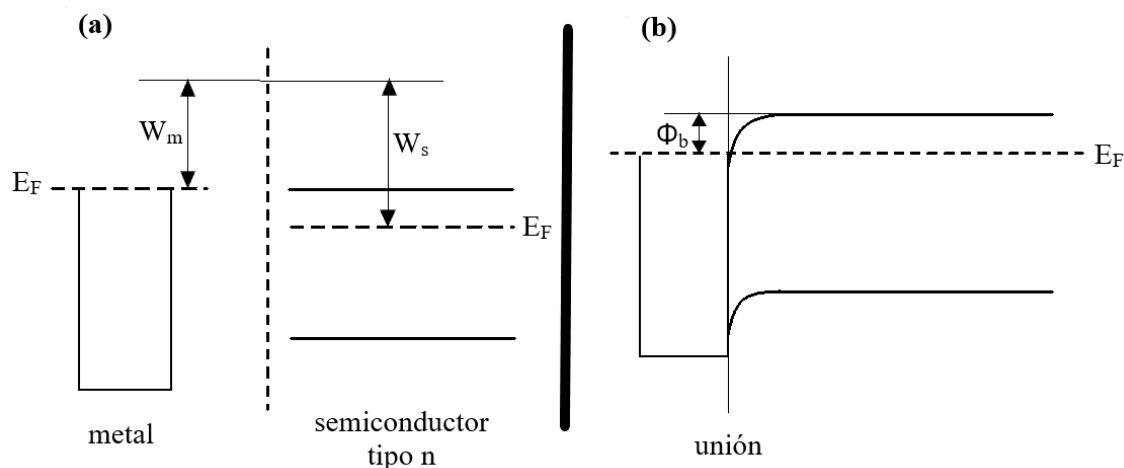 (a)
W_m
W_s
E_F
E_F
metal
semiconductor
tipo n
(b)
Φ_b
E_F
unión